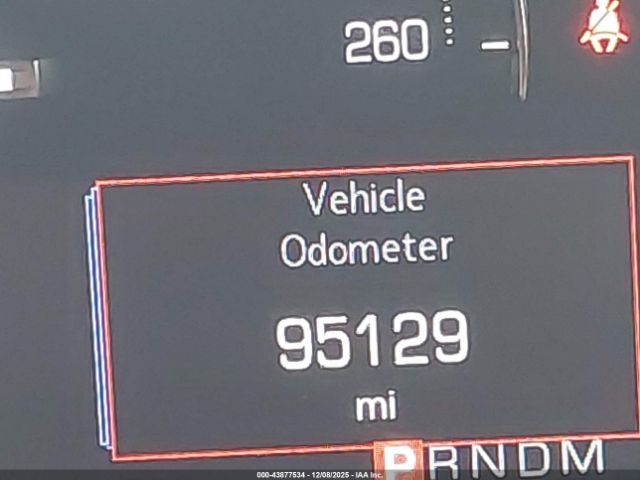 260
Vehicle
Odometer
95129
mi
PRNDM
000-43877534 - 12/08/2025 - IAA Inc.